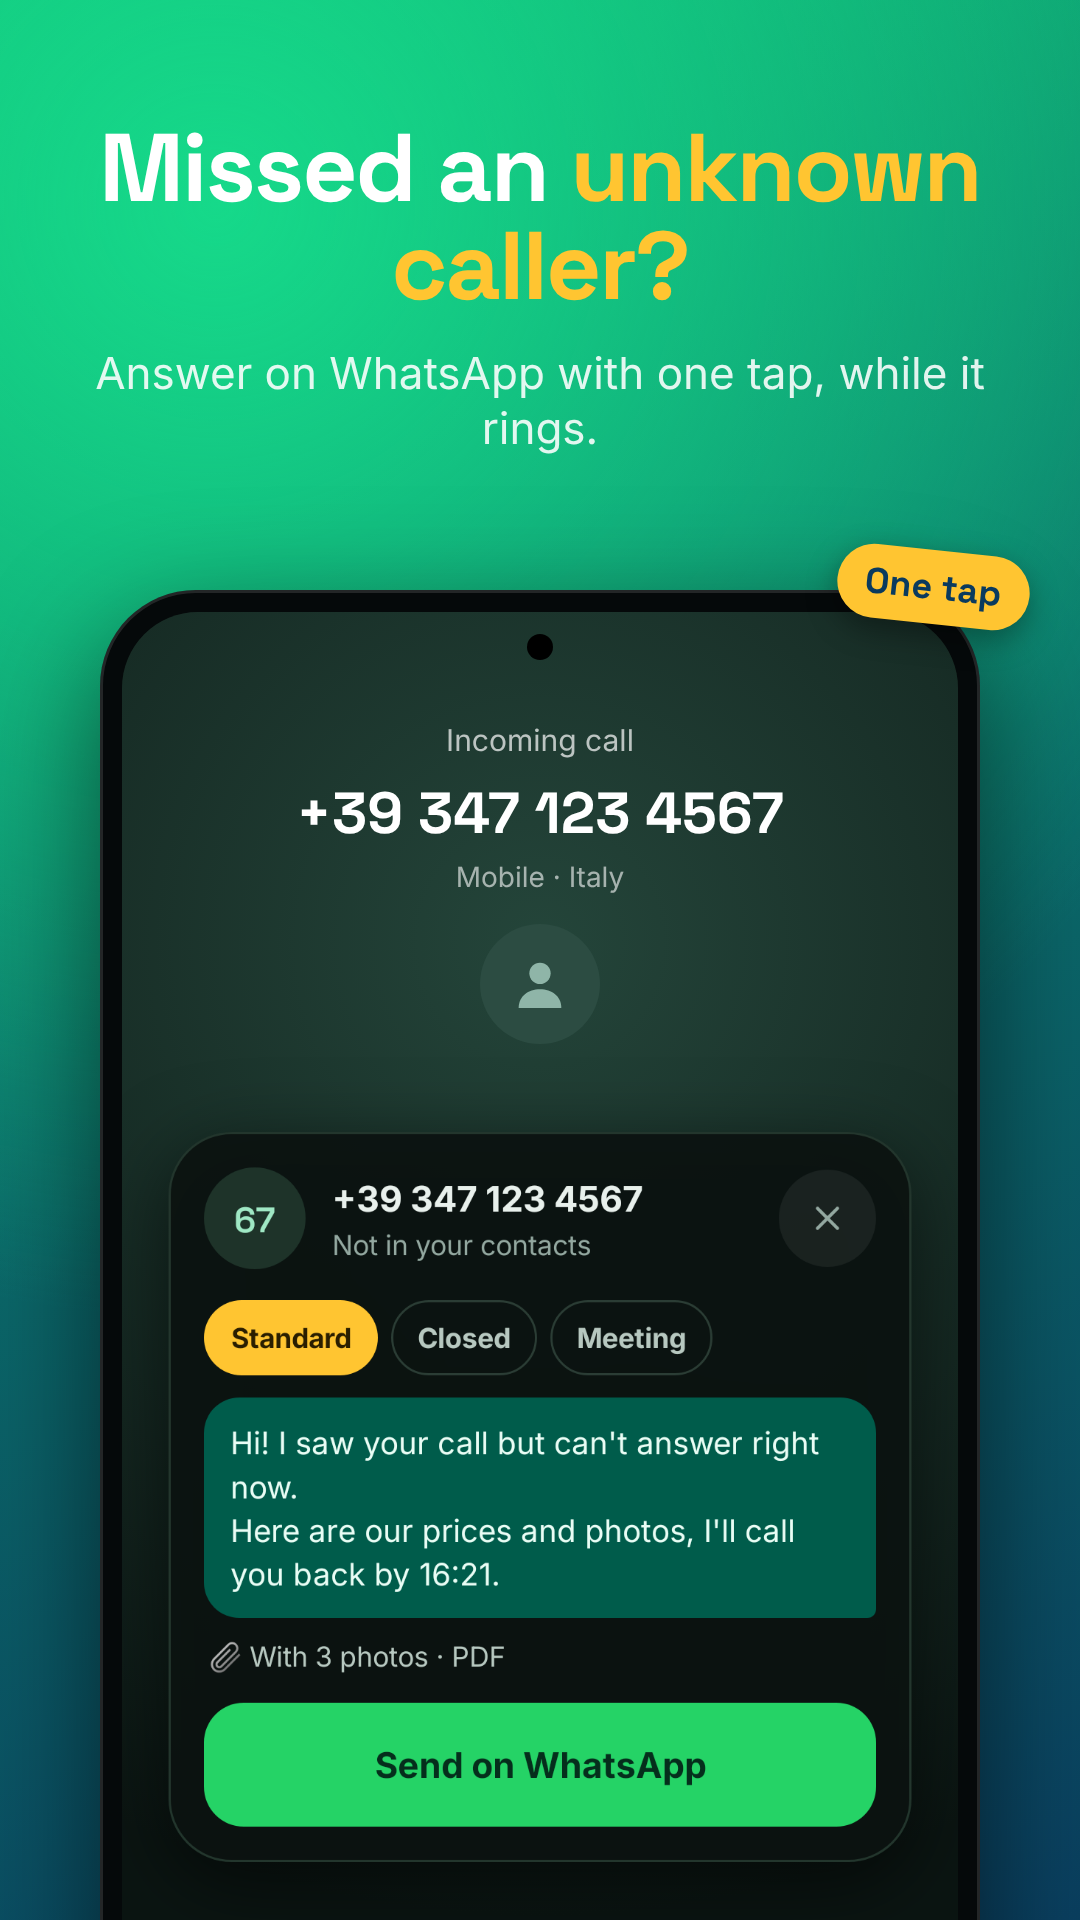 Missed an unknown
caller?
Answer on WhatsApp with one tap, while it
rings.
One tap
Incoming call
+39 347 123 4567
Mobile · Italy
67
+39 347 123 4567
Not in your contacts
Standard
Closed
Meeting
Hi! I saw your call but can't answer right
now.
Here are our prices and photos, I'll call
you back by 16:21.
With 3 photos · PDF
Send on WhatsApp